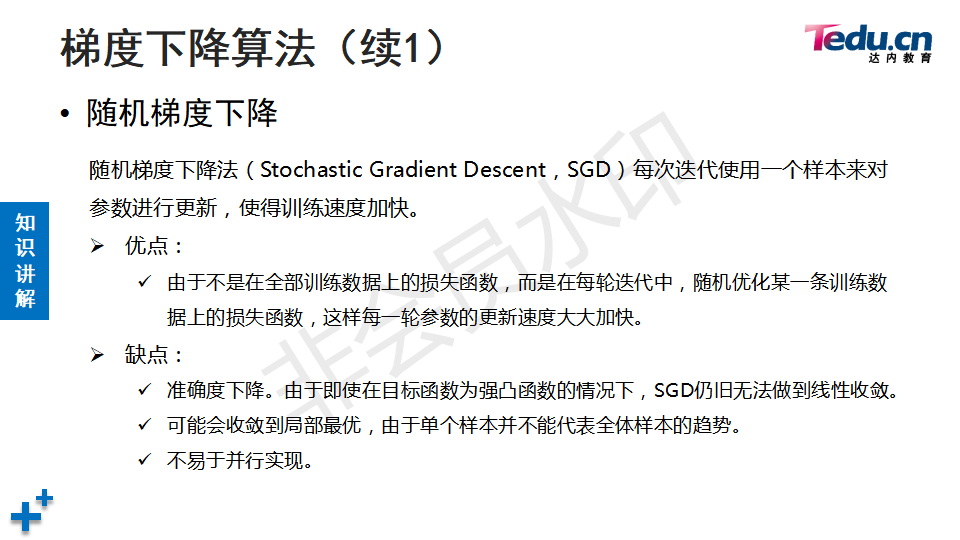 梯度下降算法（续1）
Tedu.cn
达内教育
• 随机梯度下降
随机梯度下降法（Stochastic Gradient Descent，SGD）每次迭代使用一个样本来对
参数进行更新，使得训练速度加快。
知识讲解
➢ 优点：
✓ 由于不是在全部训练数据上的损失函数，而是在每轮迭代中，随机优化某一条训练数
据上的损失函数，这样每一轮参数的更新速度大大加快。
➢ 缺点：
✓ 准确度下降。由于即使在目标函数为强凸函数的情况下，SGD仍旧无法做到线性收敛。
✓ 可能会收敛到局部最优，由于单个样本并不能代表全体样本的趋势。
✓ 不易于并行实现。
非会员水印